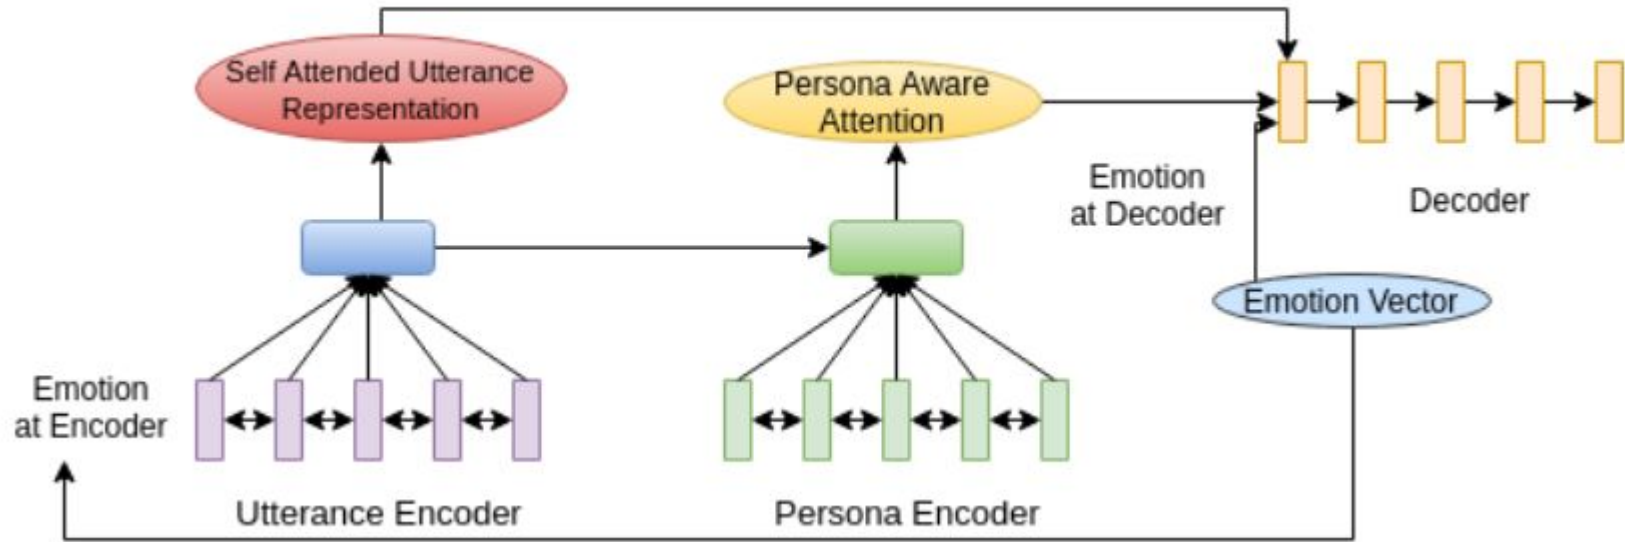 Self Attended Utterance
Representation
Persona Aware
Attention
Emotion
at Decoder
Decoder
Emotion Vector
Emotion
at Encoder
Utterance Encoder
Persona Encoder